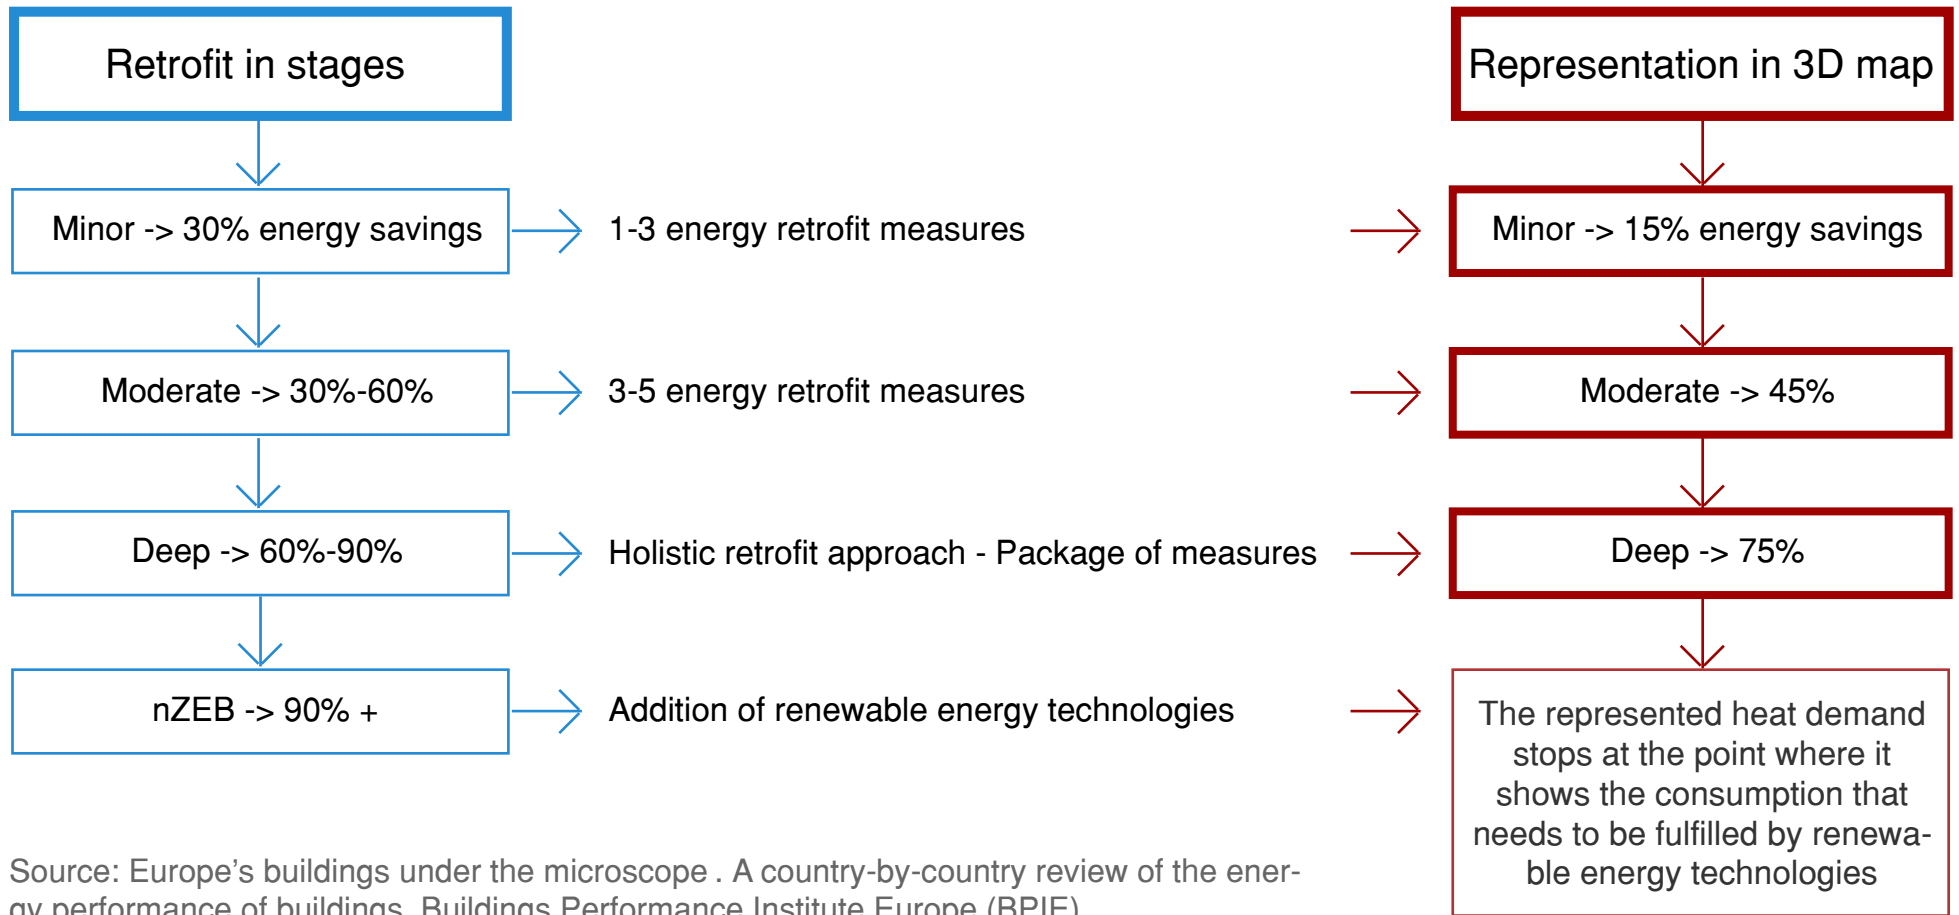 Retrofit in stages
Representation in 3D map
Minor -> 30% energy savings
1-3 energy retrofit measures
Minor -> 15% energy savings
Moderate -> 30%-60%
3-5 energy retrofit measures
Moderate -> 45%
Deep -> 60%-90%
Holistic retrofit approach - Package of measures
Deep -> 75%
nZEB -> 90% +
Addition of renewable energy technologies
The represented heat demand
stops at the point where it
shows the consumption that
needs to be fulfilled by renewa-
ble energy technologies
Source: Europe's buildings under the microscope . A country-by-country review of the ener-
gy performance of buildings, Buildings Performance Institute Europe (BPIE)